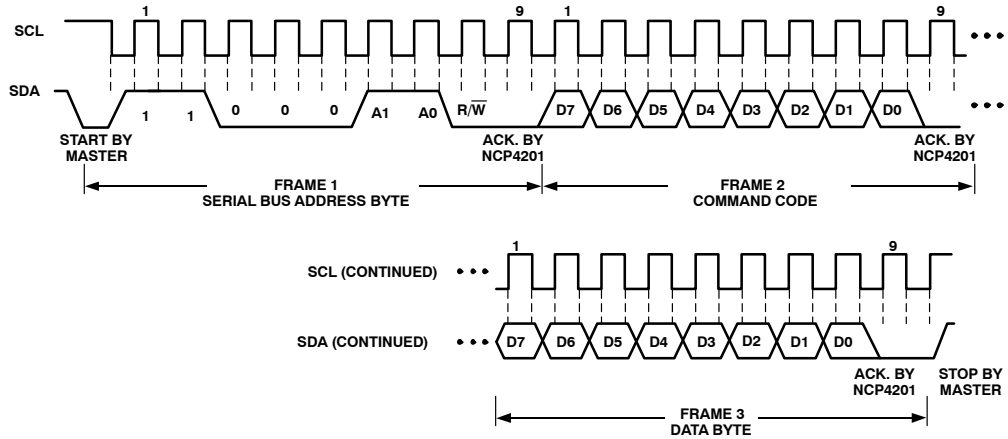 1 9 1 9
SCL
SDA
1 1 0 0 0 A1 A0 R/W̅ D7 D6 D5 D4 D3 D2 D1 D0
START BY
MASTER
ACK. BY
NCP4201
ACK. BY
NCP4201
FRAME 1
SERIAL BUS ADDRESS BYTE
FRAME 2
COMMAND CODE
1 9
SCL (CONTINUED)
SDA (CONTINUED) D7 D6 D5 D4 D3 D2 D1 D0
ACK. BY
NCP4201
STOP BY
MASTER
FRAME 3
DATA BYTE